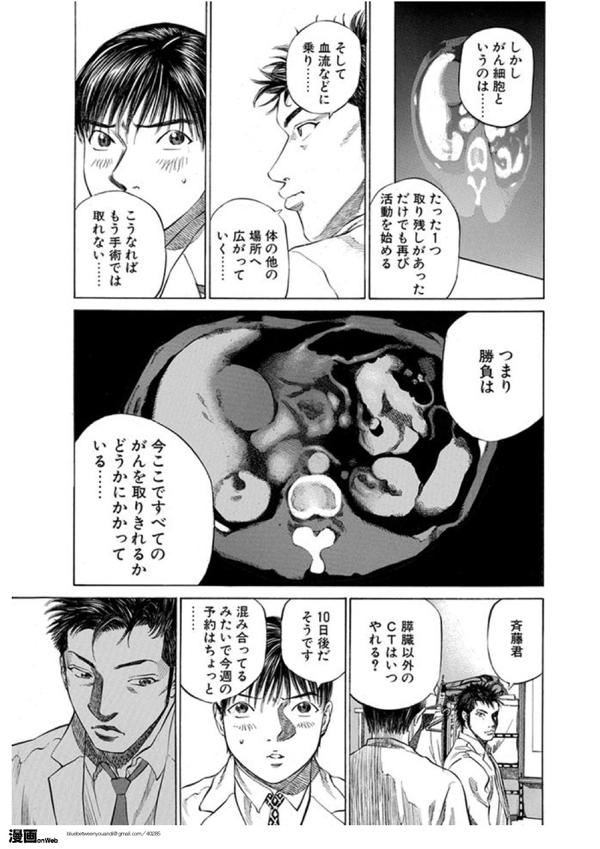 しかし
がん細胞と
いうのは……
たった1つ
取り残しがあった
だけでも再び
活動を始める
そして
血流などに
乗り……
体の他の
場所へ
広がって
いく……
こうなれば
もう手術では
取れない……
つまり
勝負は
今ここですべての
がんを取りきれるか
どうかにかかって
いる……
斉藤君
膵臓以外の
CTはいつ
やれる?
10日後だ
そうです
混み合ってる
みたいで今週の
予約はちょっと
……
漫画 on Web
bluebetweenyouandi@gmail.com/40285